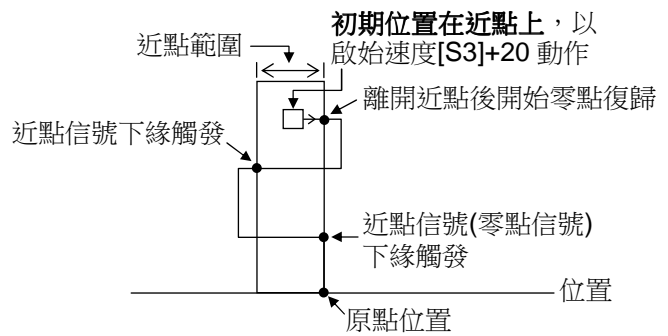 初期位置在近點上，以
啟始速度[S3]+20 動作
近點範圍
離開近點後開始零點復歸
近點信號下緣觸發
近點信號(零點信號)
下緣觸發
位置
原點位置